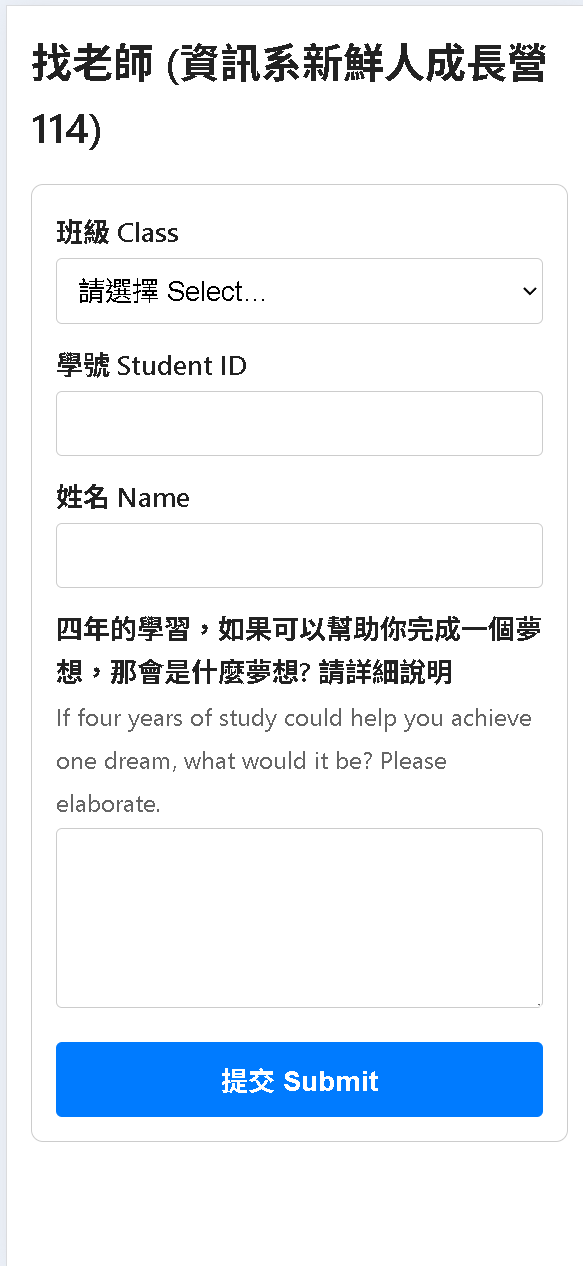 找老師 (資訊系新鮮人成長營
114)
班級 Class
請選擇 Select...
學號 Student ID
姓名 Name
四年的學習，如果可以幫助你完成一個夢
想，那會是什麼夢想? 請詳細說明
If four years of study could help you achieve
one dream, what would it be? Please
elaborate.
提交 Submit